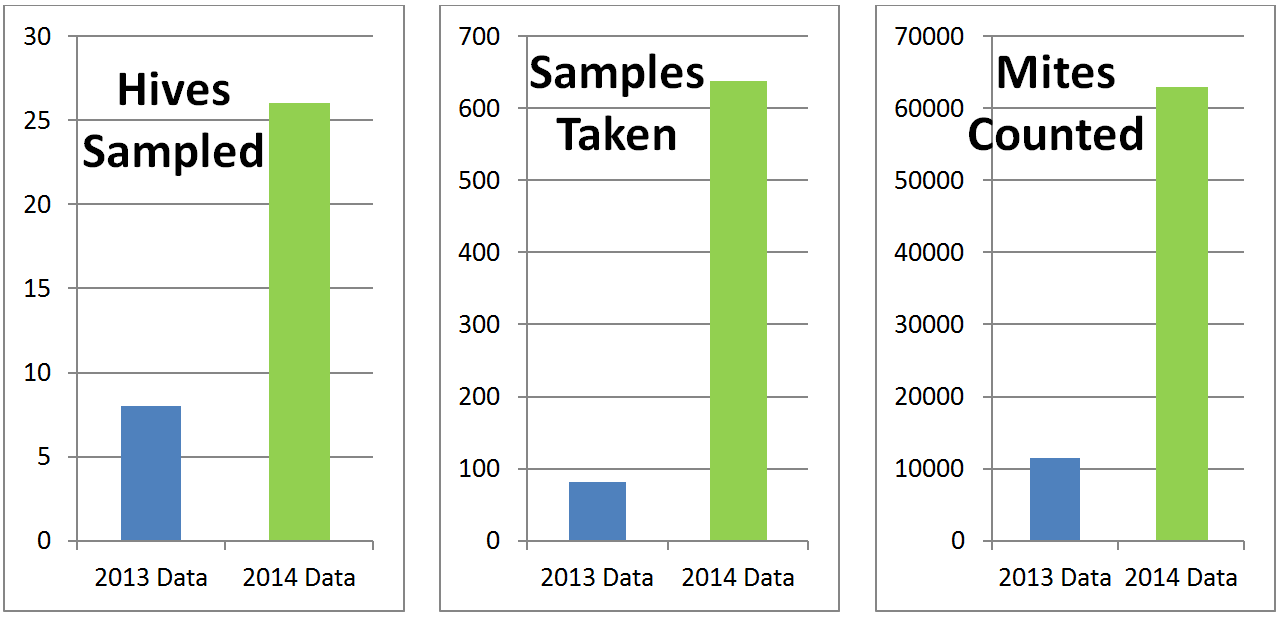 Hives
Sampled
30
25
20
15
10
5
0
2013 Data 2014 Data
Samples
Taken
700
600
500
400
300
200
100
0
2013 Data 2014 Data
Mites
Counted
70000
60000
50000
40000
30000
20000
10000
0
2013 Data 2014 Data